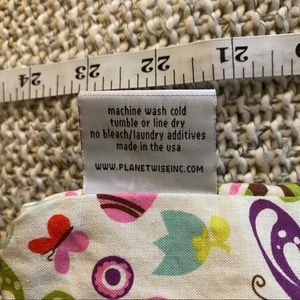 24 23 22 21
machine wash cold
tumble or line dry
no bleach/laundry additives
made in the usa
WWW.PLANETWISEINC.COM